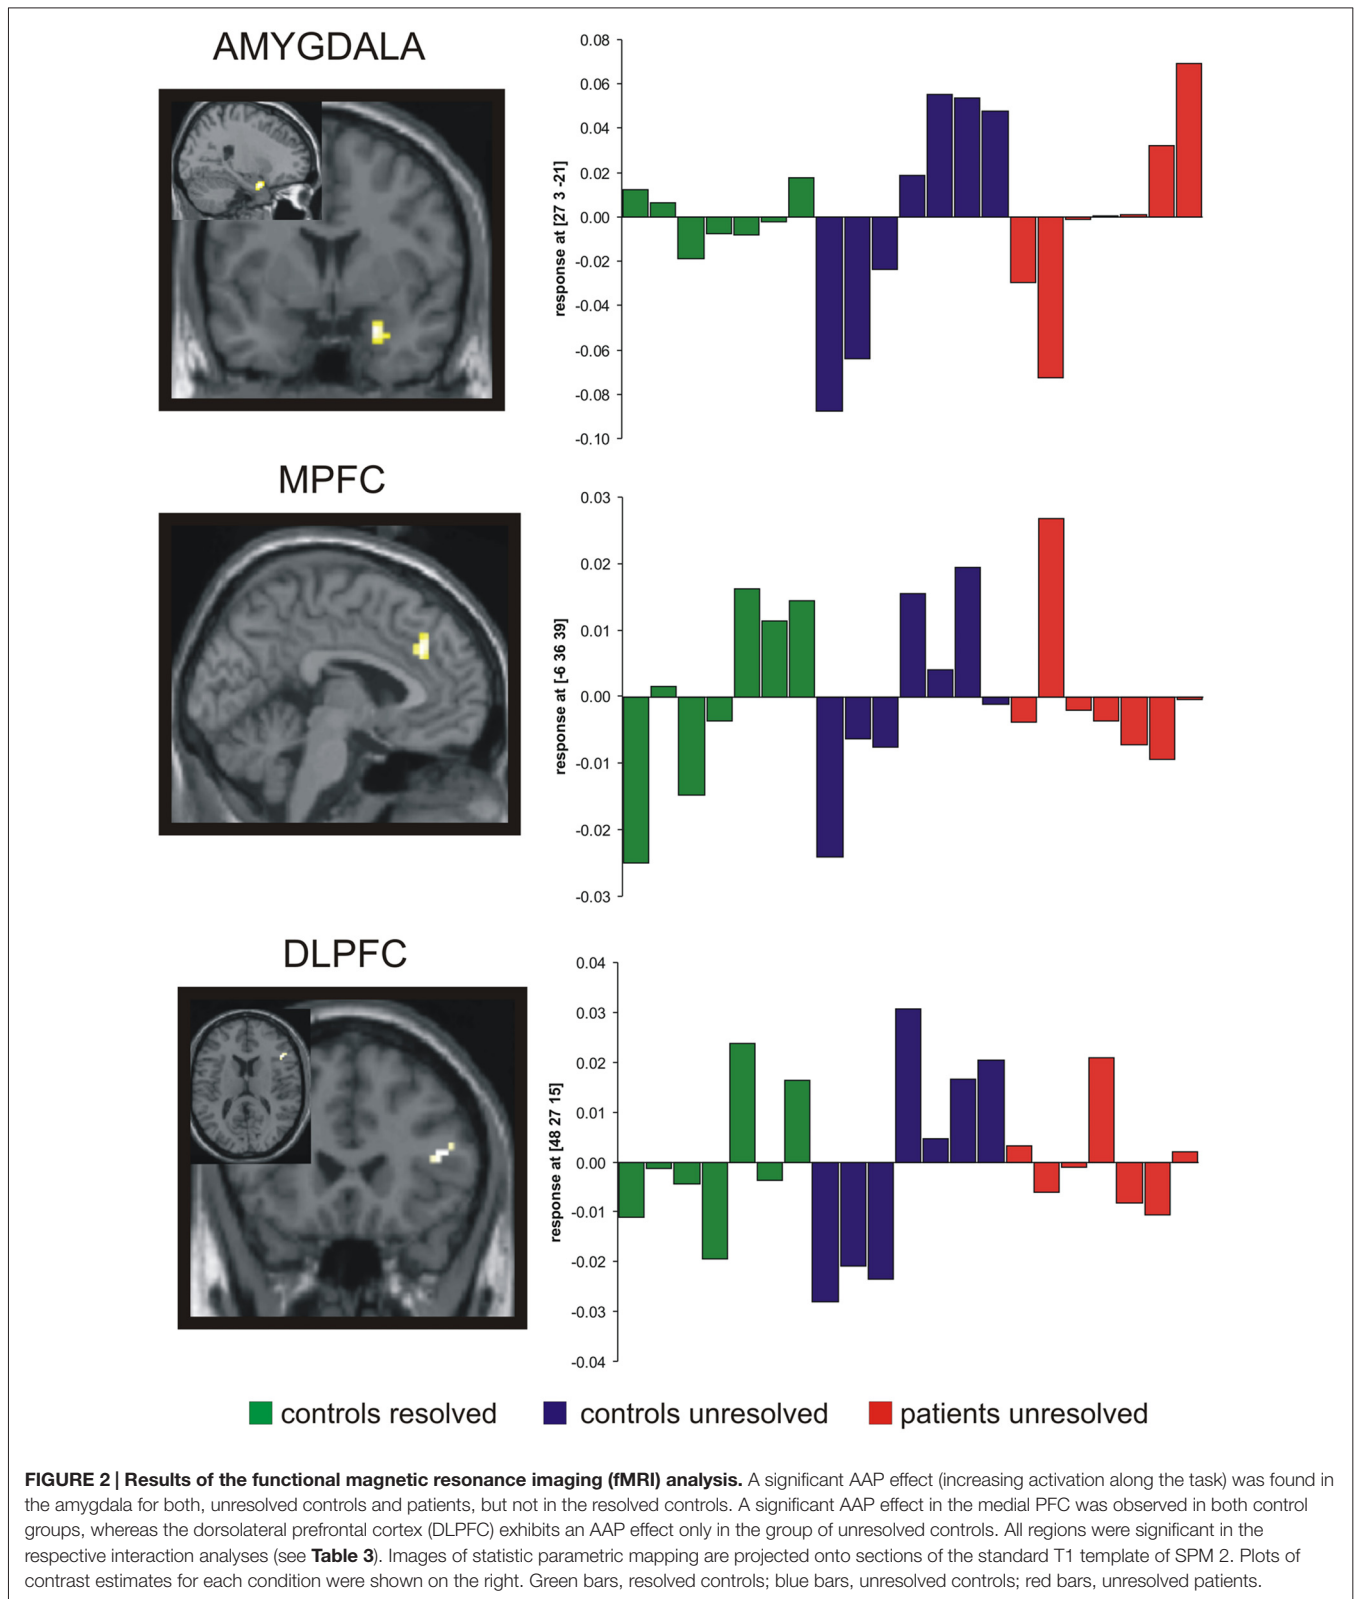 AMYGDALA
0.08
0.06
0.04
0.02
0.00
-0.02
-0.04
-0.06
-0.08
-0.10
response at [27 3 -21]
MPFC
0.03
0.02
0.01
0.00
-0.01
-0.02
-0.03
response at [-6 36 39]
DLPFC
0.04
0.03
0.02
0.01
0.00
-0.01
-0.02
-0.03
-0.04
response at [48 27 15]
controls resolved controls unresolved patients unresolved
FIGURE 2 | Results of the functional magnetic resonance imaging (fMRI) analysis. A significant AAP effect (increasing activation along the task) was found in
the amygdala for both, unresolved controls and patients, but not in the resolved controls. A significant AAP effect in the medial PFC was observed in both control
groups, whereas the dorsolateral prefrontal cortex (DLPFC) exhibits an AAP effect only in the group of unresolved controls. All regions were significant in the
respective interaction analyses (see Table 3). Images of statistic parametric mapping are projected onto sections of the standard T1 template of SPM 2. Plots of
contrast estimates for each condition were shown on the right. Green bars, resolved controls; blue bars, unresolved controls; red bars, unresolved patients.